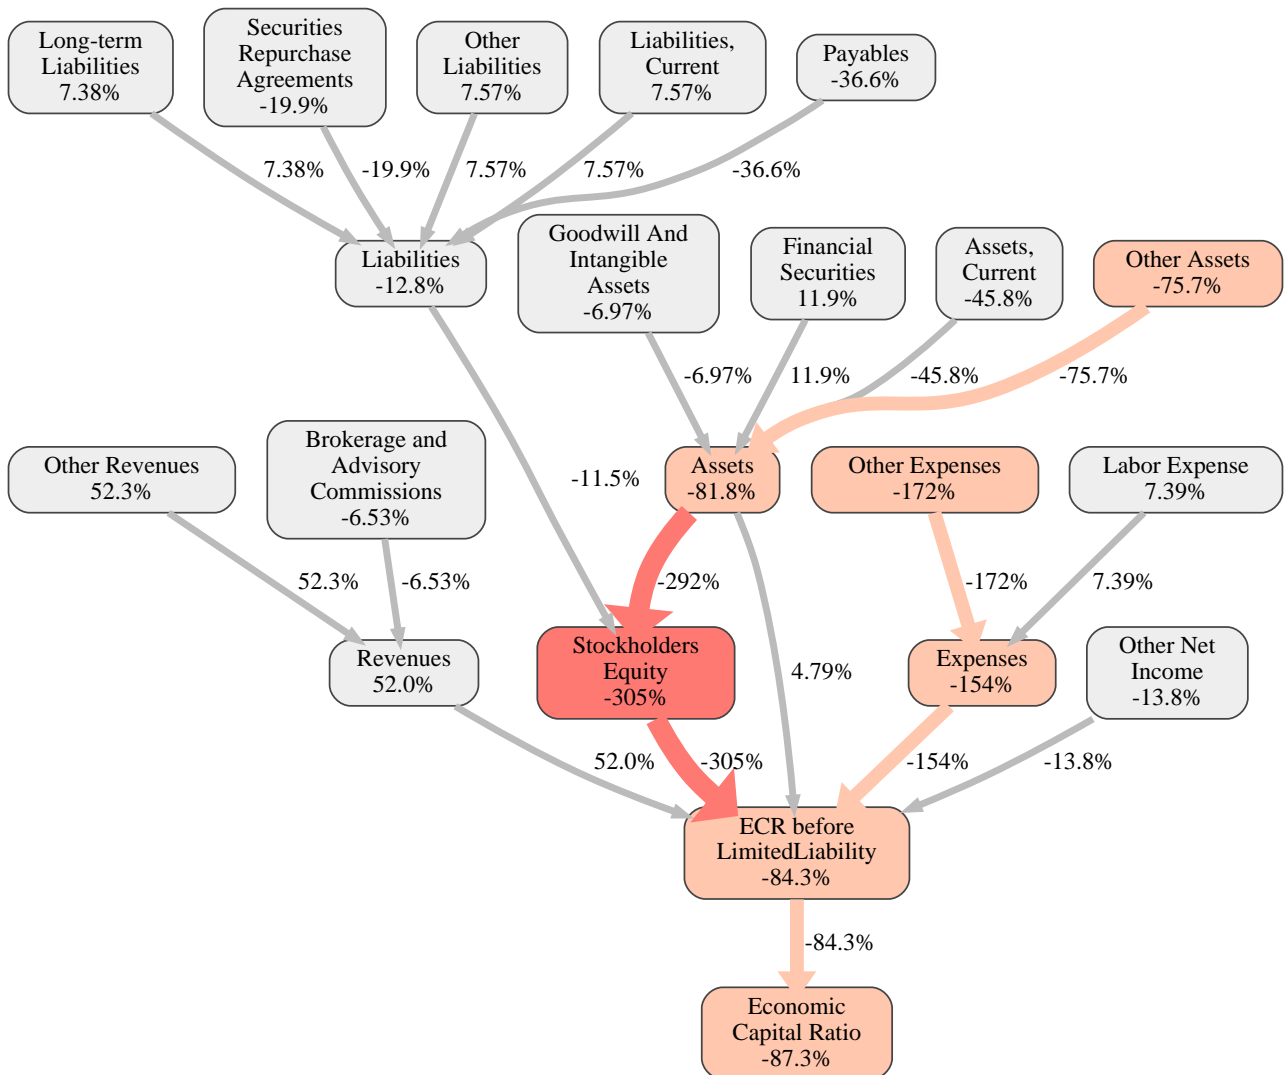 Long-term
Liabilities
7.38%
Securities
Repurchase
Agreements
-19.9%
Other
Liabilities
7.57%
Liabilities,
Current
7.57%
Payables
-36.6%
7.38%
-19.9%
7.57%
7.57%
-36.6%
Liabilities
-12.8%
Goodwill And
Intangible
Assets
-6.97%
Financial
Securities
11.9%
Assets,
Current
-45.8%
Other Assets
-75.7%
-6.97%
11.9%
-45.8%
-75.7%
Other Revenues
52.3%
Brokerage and
Advisory
Commissions
-6.53%
-11.5%
Assets
-81.8%
Other Expenses
-172%
Labor Expense
7.39%
52.3%
-6.53%
-292%
-172%
7.39%
Revenues
52.0%
Stockholders
Equity
-305%
4.79%
Expenses
-154%
Other Net
Income
-13.8%
52.0%
-305%
-154%
-13.8%
ECR before
LimitedLiability
-84.3%
-84.3%
Economic
Capital Ratio
-87.3%